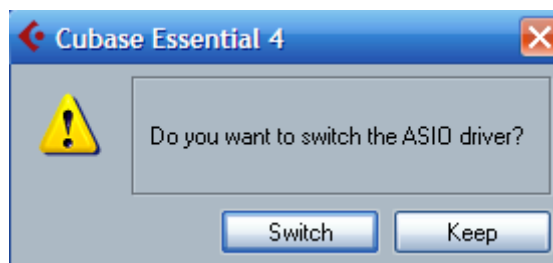 Cubase Essential 4
Do you want to switch the ASIO driver?
Switch Keep